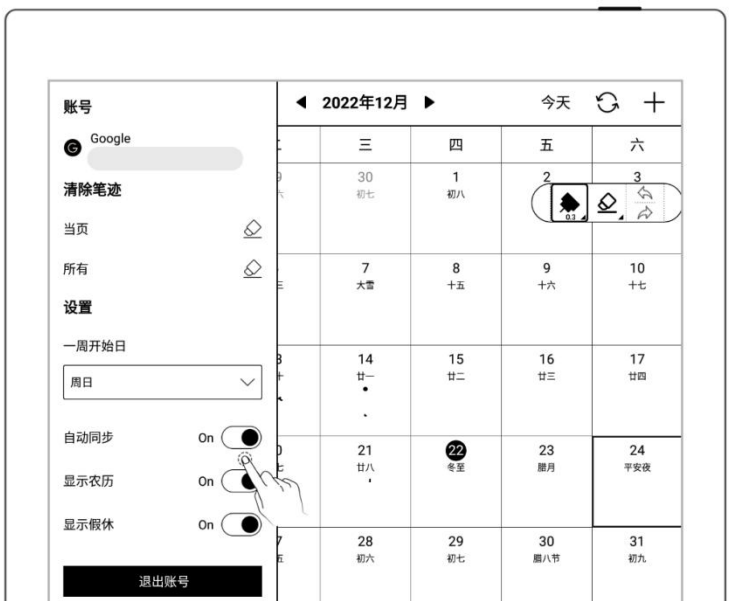 账号
Google
清除笔迹
当页
所有
设置
一周开始日
周日
自动同步 On
显示农历 On
显示假休 On
退出账号
2022年12月 今天
三 四 五 六
30 1 2 3
初七 初八
0.3
7 8 9 10
大雪 十五 十六 十七
14 15 16 17
廿一 廿二 廿三 廿四
21 22 23 24
廿八 冬至 腊月 平安夜
28 29 30 31
初六 初七 腊八节 初九